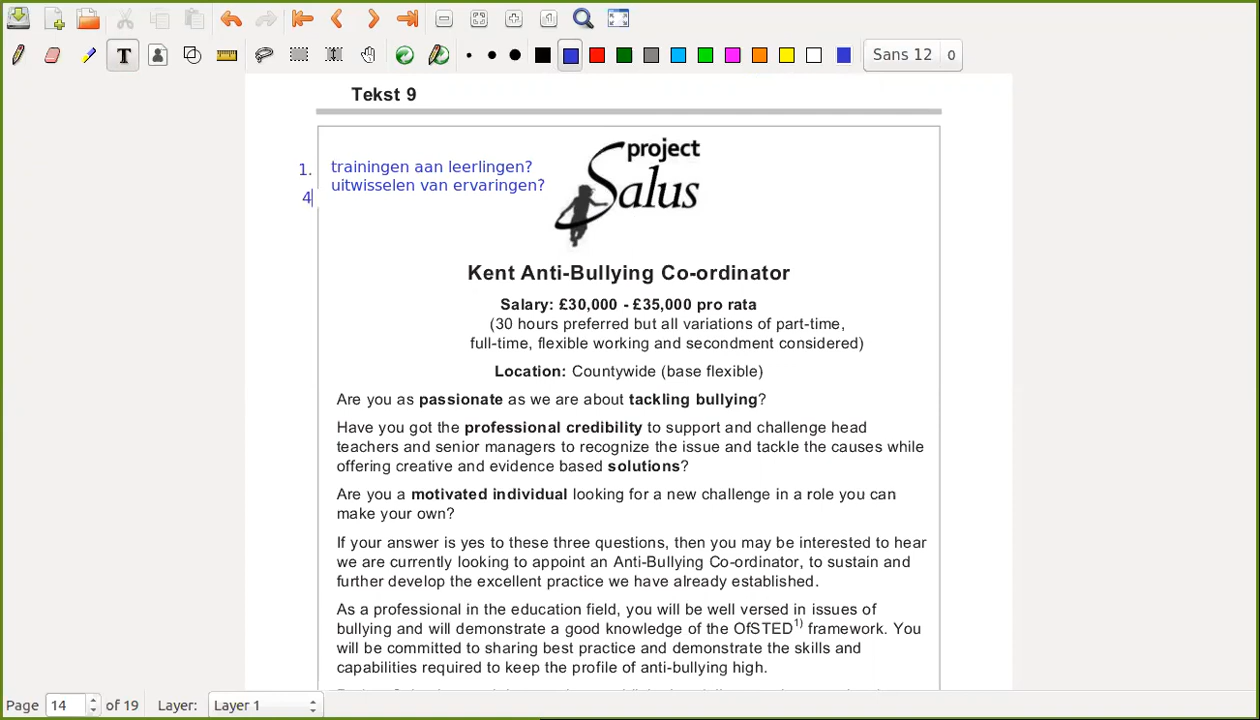 Sans 12 0
Tekst 9
project
Salus
1. trainingen aan leerlingen?
uitwisselen van ervaringen?
4
Kent Anti-Bullying Co-ordinator
Salary: £30,000 - £35,000 pro rata
(30 hours preferred but all variations of part-time,
full-time, flexible working and secondment considered)
Location: Countywide (base flexible)
Are you as passionate as we are about tackling bullying?
Have you got the professional credibility to support and challenge head
teachers and senior managers to recognize the issue and tackle the causes while
offering creative and evidence based solutions?
Are you a motivated individual looking for a new challenge in a role you can
make your own?
If your answer is yes to these three questions, then you may be interested to hear
we are currently looking to appoint an Anti-Bullying Co-ordinator, to sustain and
further develop the excellent practice we have already established.
As a professional in the education field, you will be well versed in issues of
bullying and will demonstrate a good knowledge of the OfSTED1) framework. You
will be committed to sharing best practice and demonstrate the skills and
capabilities required to keep the profile of anti-bullying high.
Page 14 of 19 Layer: Layer 1